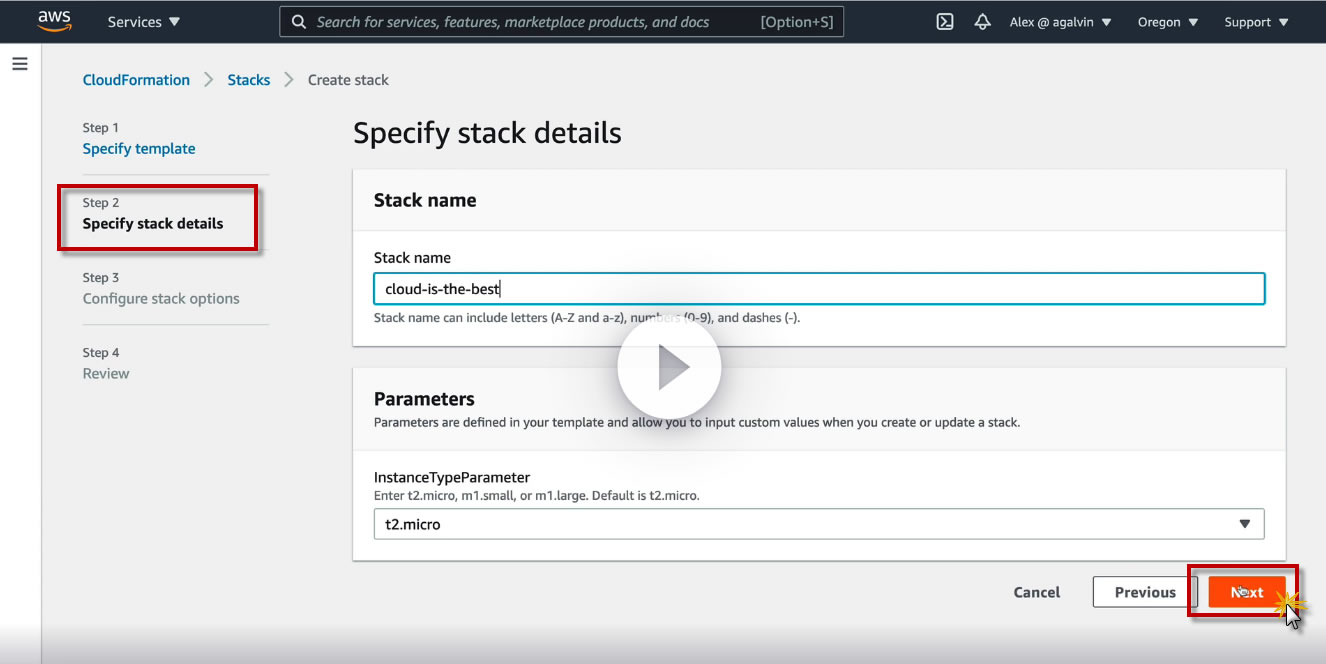 aws
Services
Search for services, features, marketplace products, and docs
[Option+S]
Alex @ agalvin
Oregon
Support
CloudFormation
Stacks
Create stack
Step 1
Specify template
Step 2
Specify stack details
Step 3
Configure stack options
Step 4
Review
Specify stack details
Stack name
Stack name
cloud-is-the-best
Stack name can include letters (A-Z and a-z), numbers (0-9), and dashes (-).
Parameters
Parameters are defined in your template and allow you to input custom values when you create or update a stack.
InstanceTypeParameter
Enter t2.micro, m1.small, or m1.large. Default is t2.micro.
t2.micro
Cancel
Previous
Next